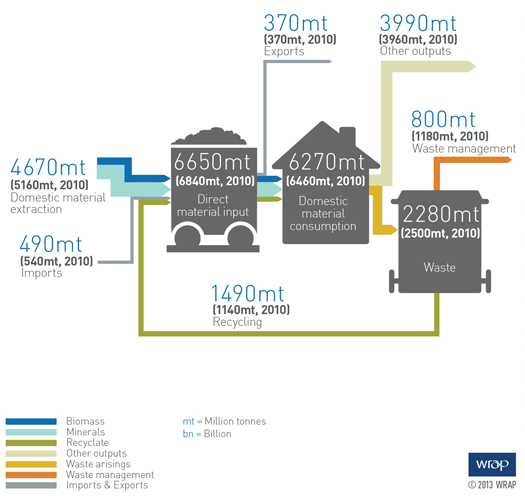 370mt
(370mt, 2010)
Exports
3990mt
(3960mt, 2010)
Other outputs
800mt
(1180mt, 2010)
Waste management
4670mt
(5160mt, 2010)
Domestic material
extraction
6650mt
(6840mt, 2010)
Direct
material input
6270mt
(6460mt, 2010)
Domestic
material
consumption
2280mt
(2500mt, 2010)
Waste
490mt
(540mt, 2010)
Imports
1490mt
(1140mt, 2010)
Recycling
Biomass
Minerals
Recyclate
Other outputs
Waste arisings
Waste management
Imports & Exports
mt = Million tonnes
bn = Billion
wrap
© 2013 WRAP